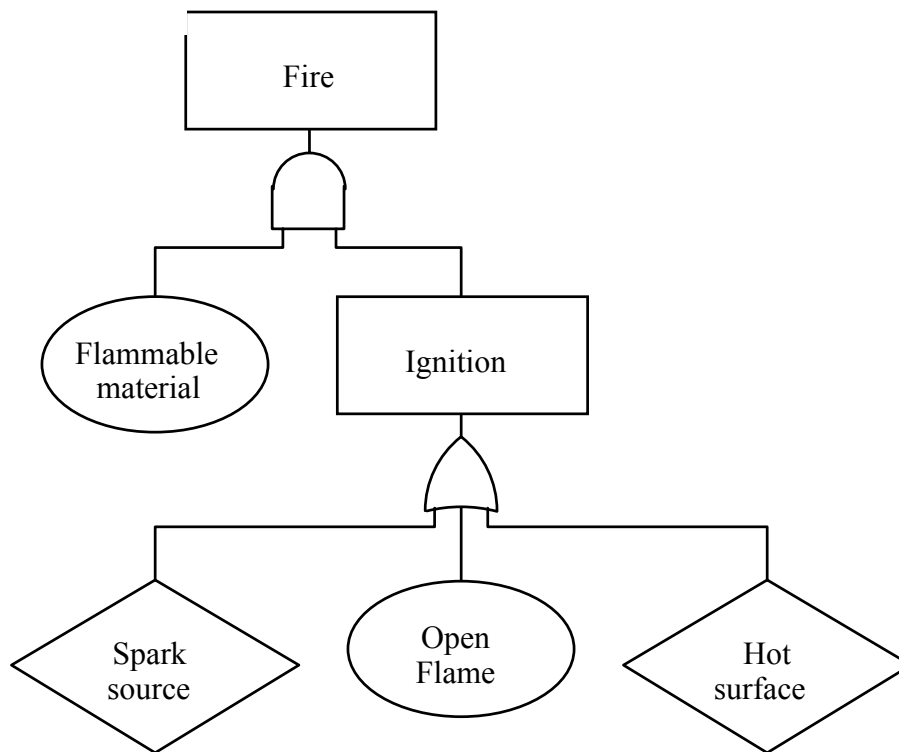 Fire
Flammable
material
Ignition
Spark
source
Open
Flame
Hot
surface